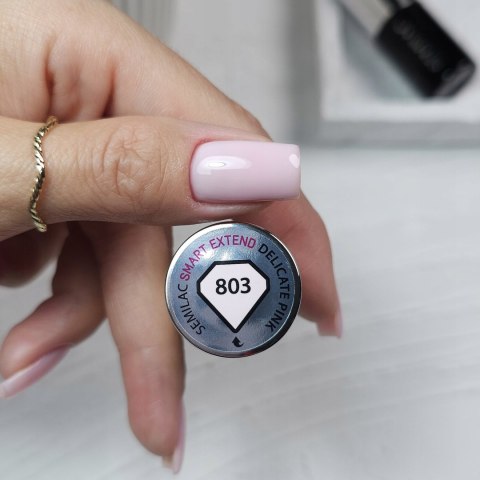 SEMILAC SMART EXTEND DELICATE PINK
803